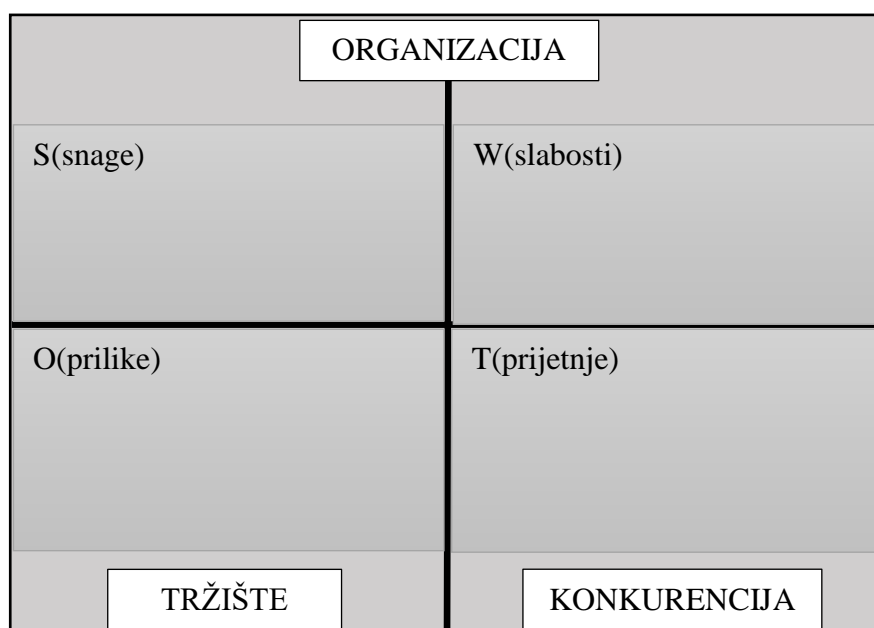 ORGANIZACIJA
S(snage)
W(slabosti)
O(prilike)
T(prijetnje)
TRŽIŠTE
KONKURENCIJA